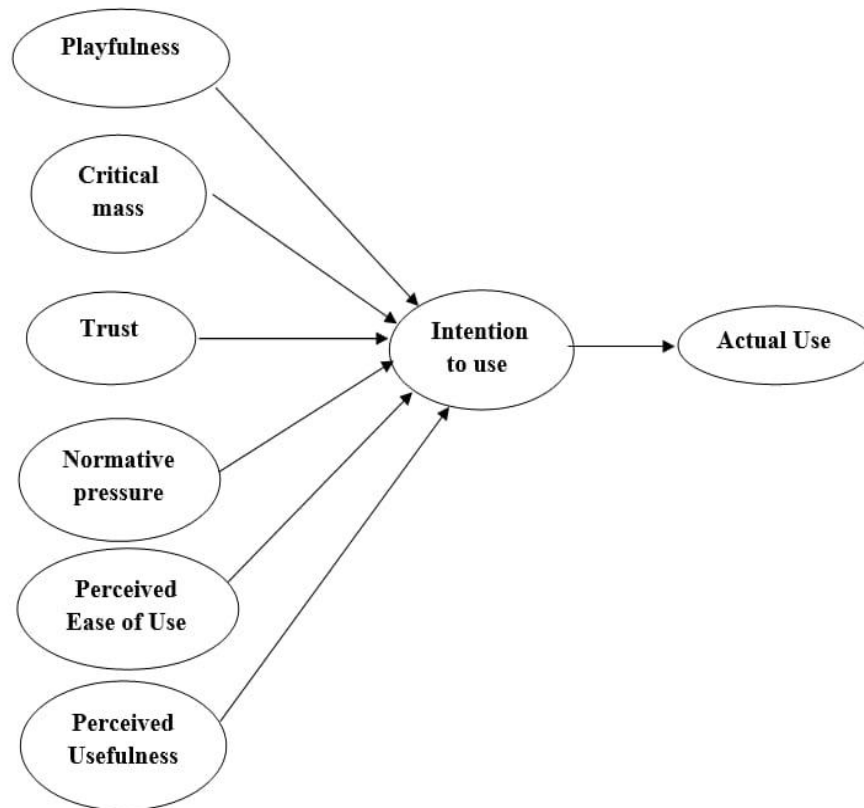 Playfulness
Critical
mass
Trust
Normative
pressure
Perceived
Ease of Use
Perceived
Usefulness
Intention
to use
Actual Use